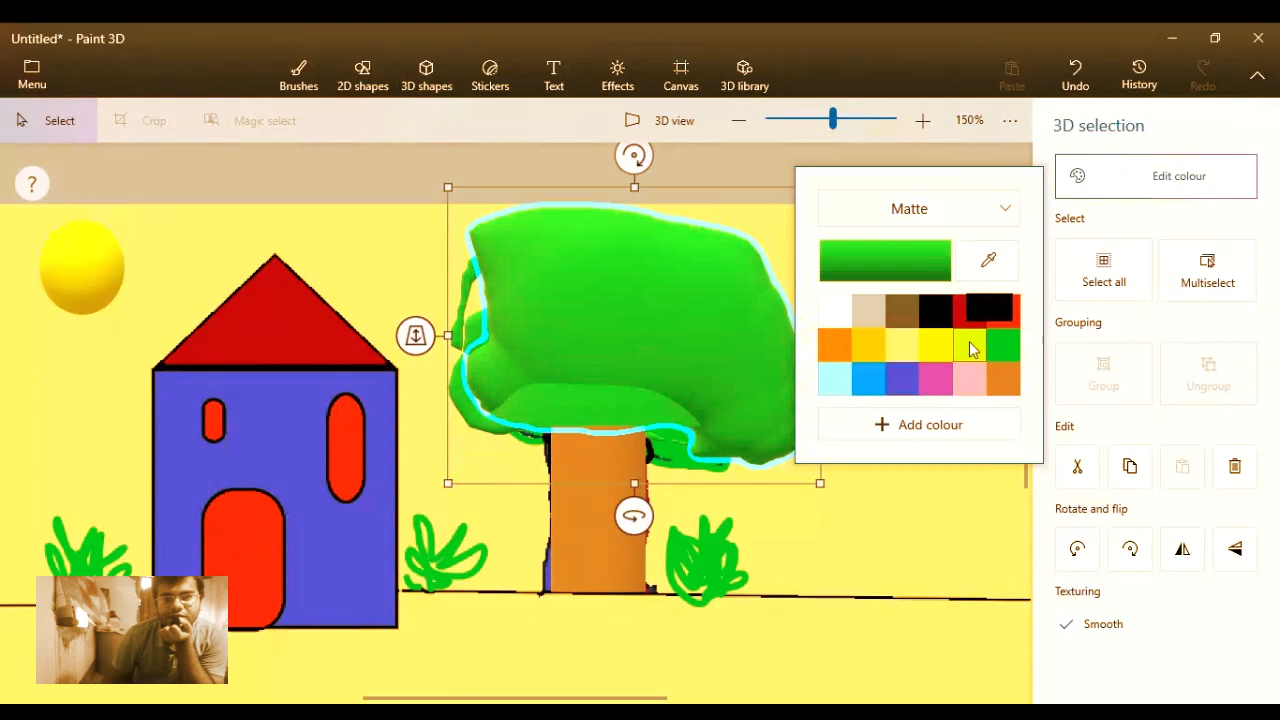 Untitled* - Paint 3D
Menu
Brushes
2D shapes
3D shapes
Stickers
Text
Effects
Canvas
3D library
Paste
Undo
History
Redo
Select
Crop
Magic select
3D view
150%
3D selection
?
Edit colour
Matte
Select
Select all
Multiselect
Grouping
Group
Ungroup
Add colour
Edit
Rotate and flip
Texturing
Smooth